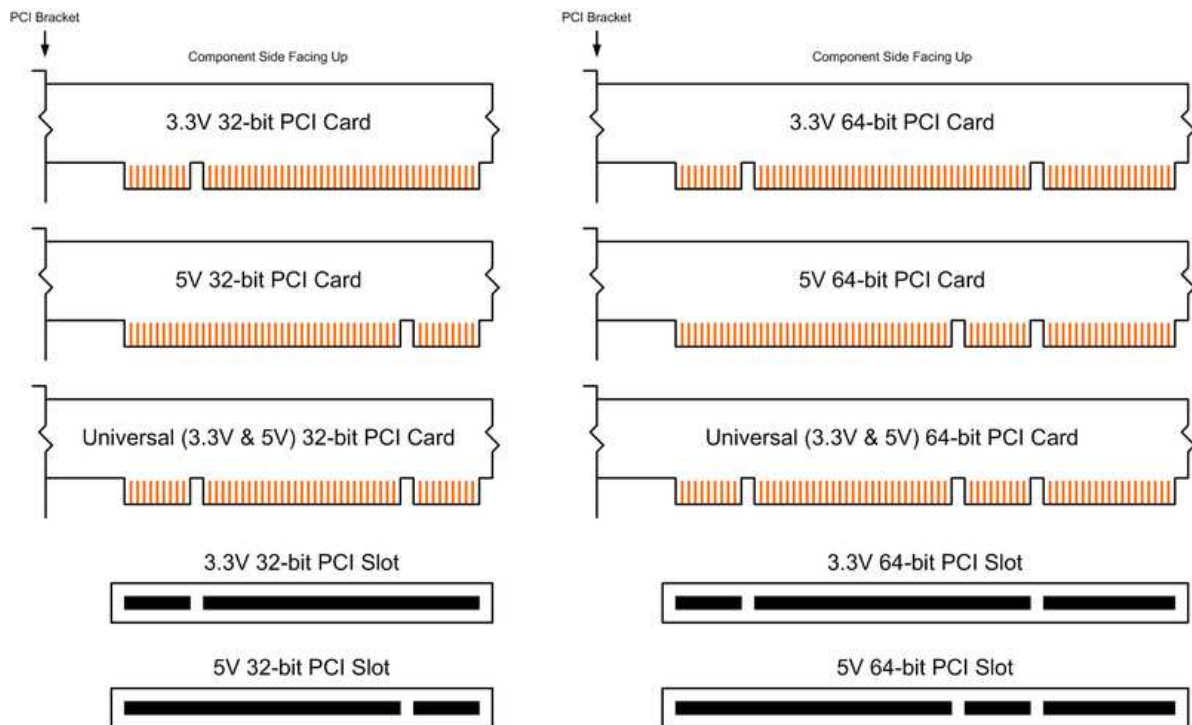 PCI Bracket
PCI Bracket
Component Side Facing Up
Component Side Facing Up
3.3V 32-bit PCI Card
3.3V 64-bit PCI Card
5V 32-bit PCI Card
5V 64-bit PCI Card
Universal (3.3V & 5V) 32-bit PCI Card
Universal (3.3V & 5V) 64-bit PCI Card
3.3V 32-bit PCI Slot
3.3V 64-bit PCI Slot
5V 32-bit PCI Slot
5V 64-bit PCI Slot